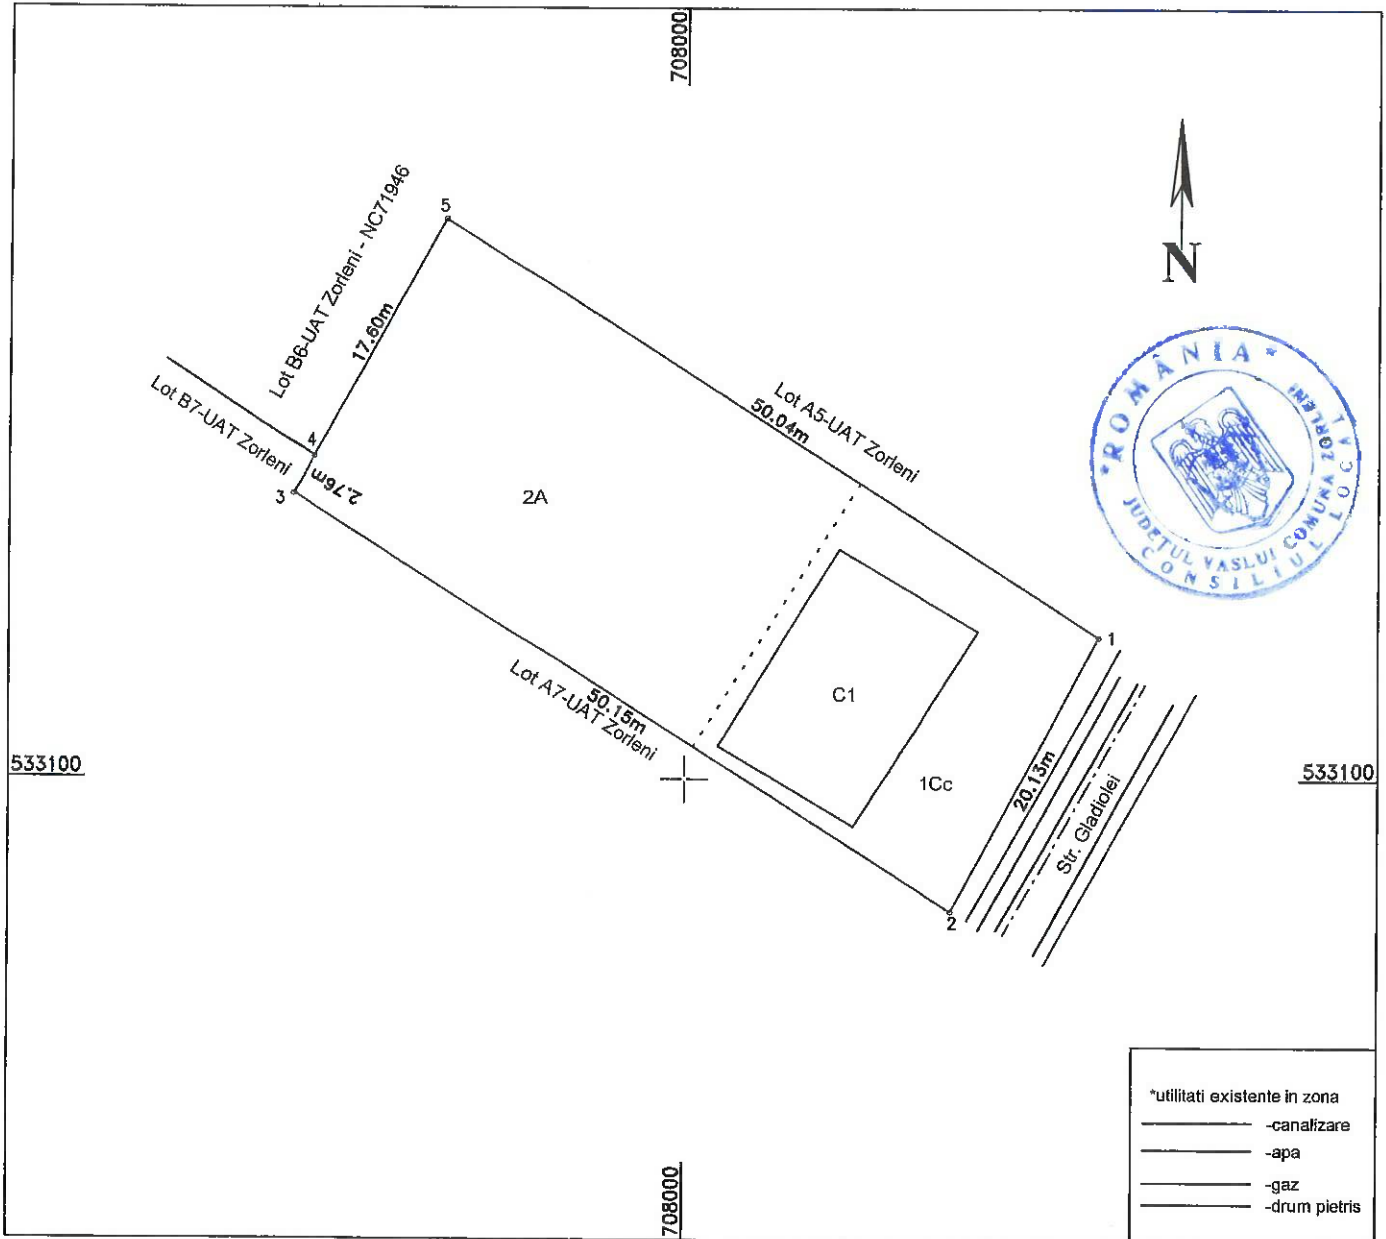 708000
N
5
Lot B6-UAT Zorleni - NC71946
17.60m
Lot B7-UAT Zorleni
4
3
2.76m
2A
Lot A5-UAT Zorleni
50.04m
*ROMÂNIA*
JUDEȚUL VASLUI COMUNA ZORLENI
CONSILIUL LOCAL
1
C1
Lot A7-UAT Zorleni
50.15m
533100
533100
1Cc
20.13m
Str. Gladiolei
2
708000
*utilitati existente in zona
-canalizare
-apa
-gaz
-drum pietris